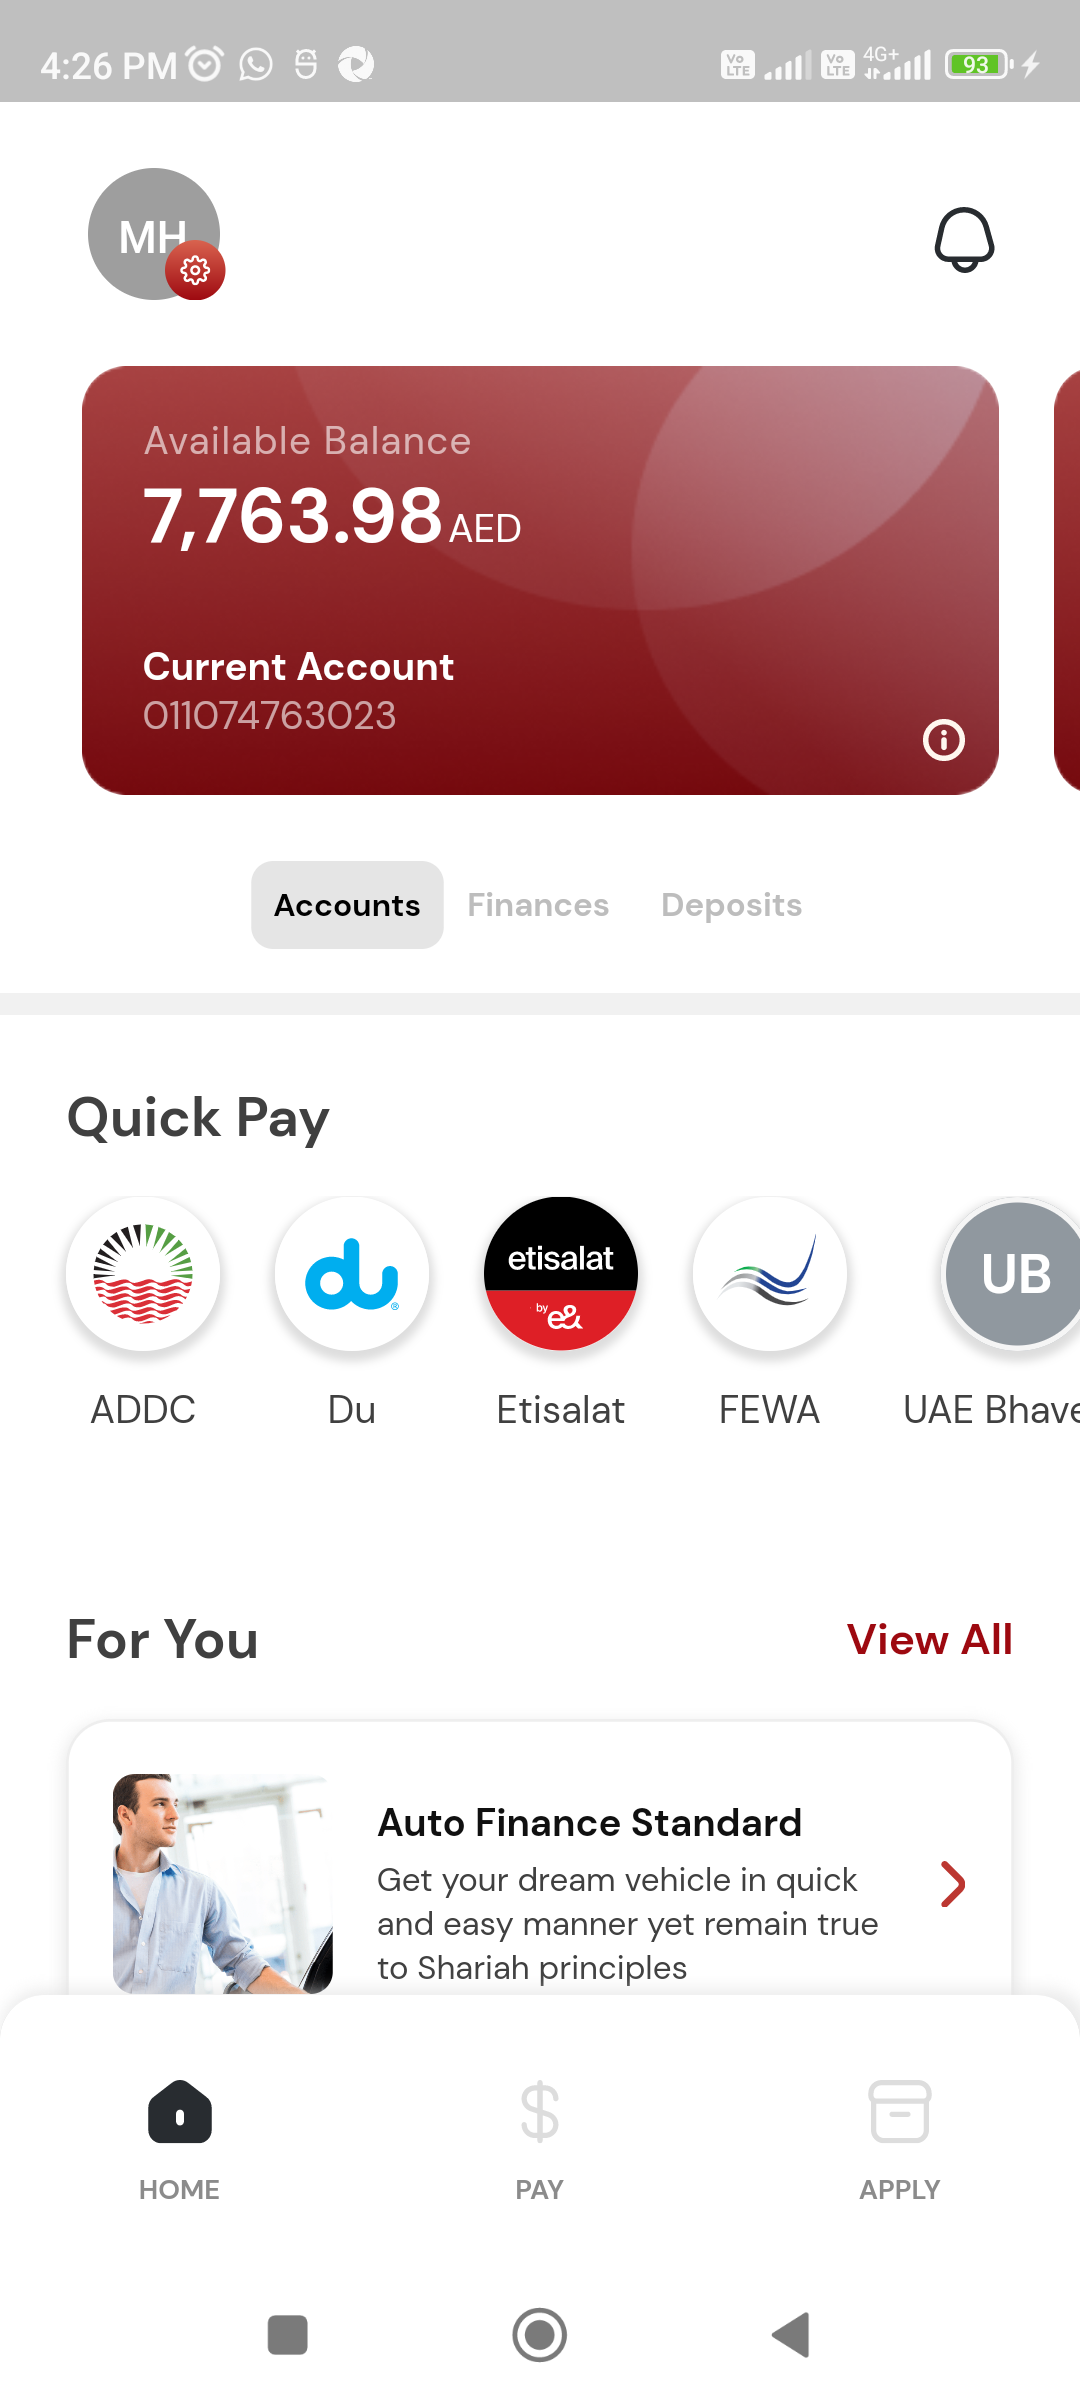 4:26 PM
Vo LTE
Vo LTE
4G+
93
MH
Available Balance
7,763.98 AED
Current Account
011074763023
Accounts Finances Deposits
Quick Pay
du
etisalat
by e&
UB
ADDC Du Etisalat FEWA UAE Bhave
For You View All
Auto Finance Standard
Get your dream vehicle in quick
and easy manner yet remain true
to Shariah principles
HOME PAY APPLY